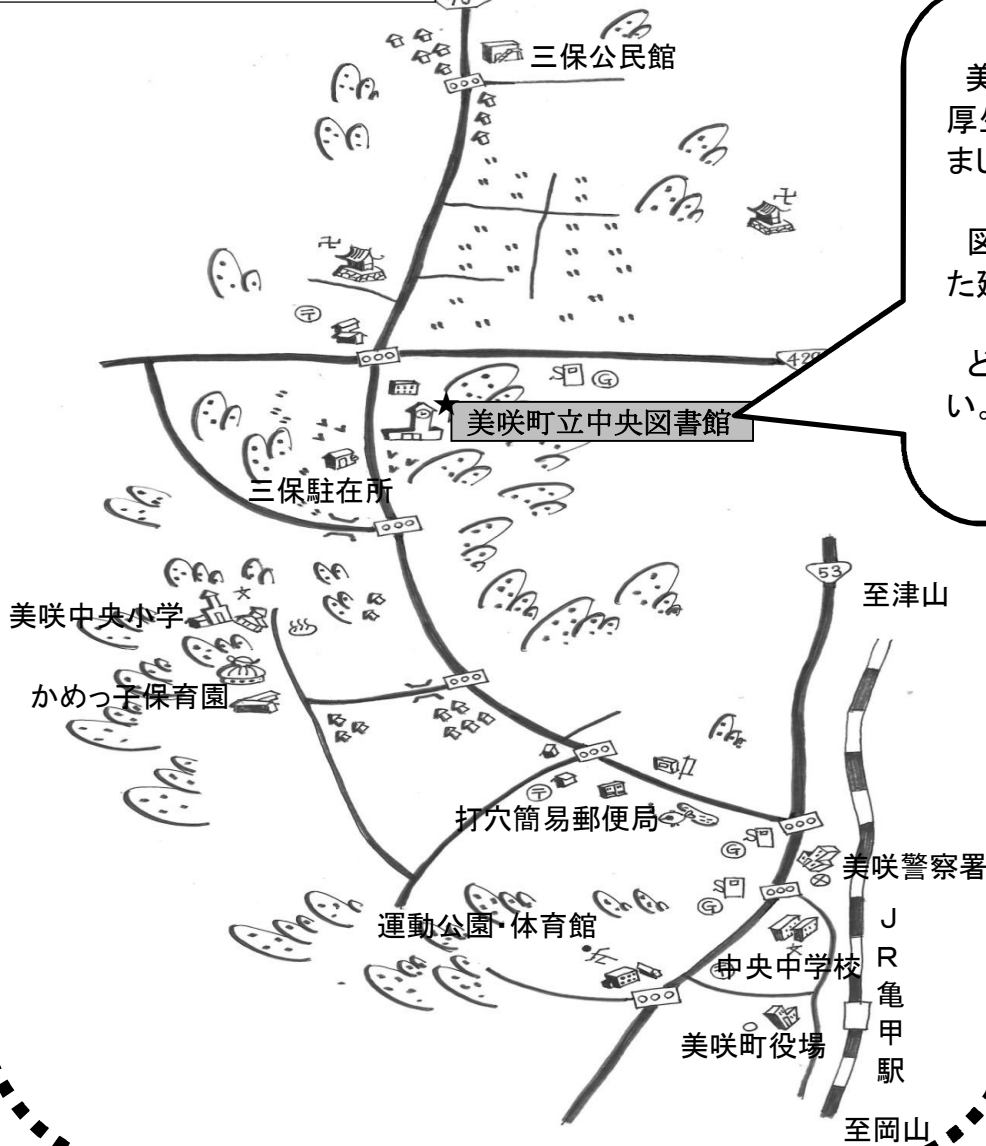 三保公民館
美
厚生
まし
図
た
と
い。
美咲町立中央図書館
三保駐在所
53
至津山
美咲中央小学
かめっ子保育園
打穴簡易郵便局
G
G
G
美咲警察署
運動公園・体育館
中央中学校
JR亀甲駅
美咲町役場
至岡山